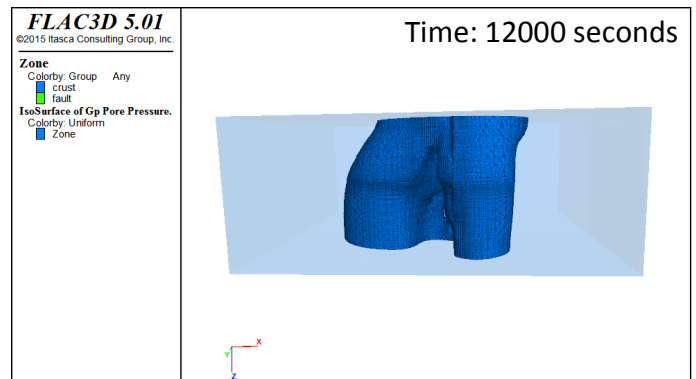 FLAC3D 5.01
©2015 Itasca Consulting Group, Inc.
Zone
Colorby: Group Any
crust
fault
IsoSurface of Gp Pore Pressure.
Colorby: Uniform
Zone
Time: 12000 seconds
X
Y
Z